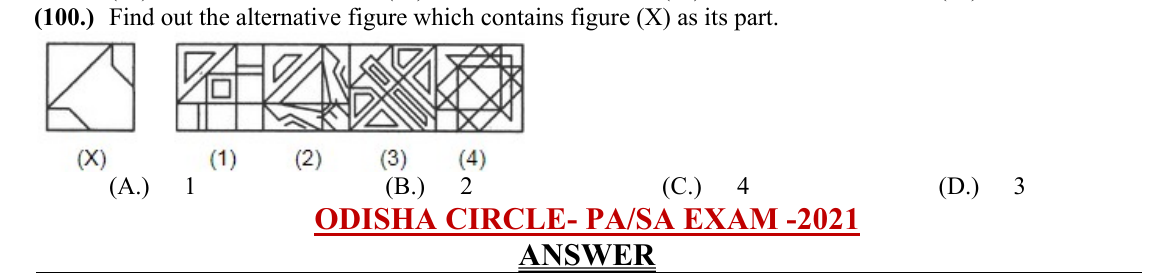 (100.) Find out the alternative figure which contains figure (X) as its part.
(X) (1) (2) (3) (4)
(A.) 1 (B.) 2 (C.) 4 (D.) 3
ODISHA CIRCLE- PA/SA EXAM -2021
ANSWER